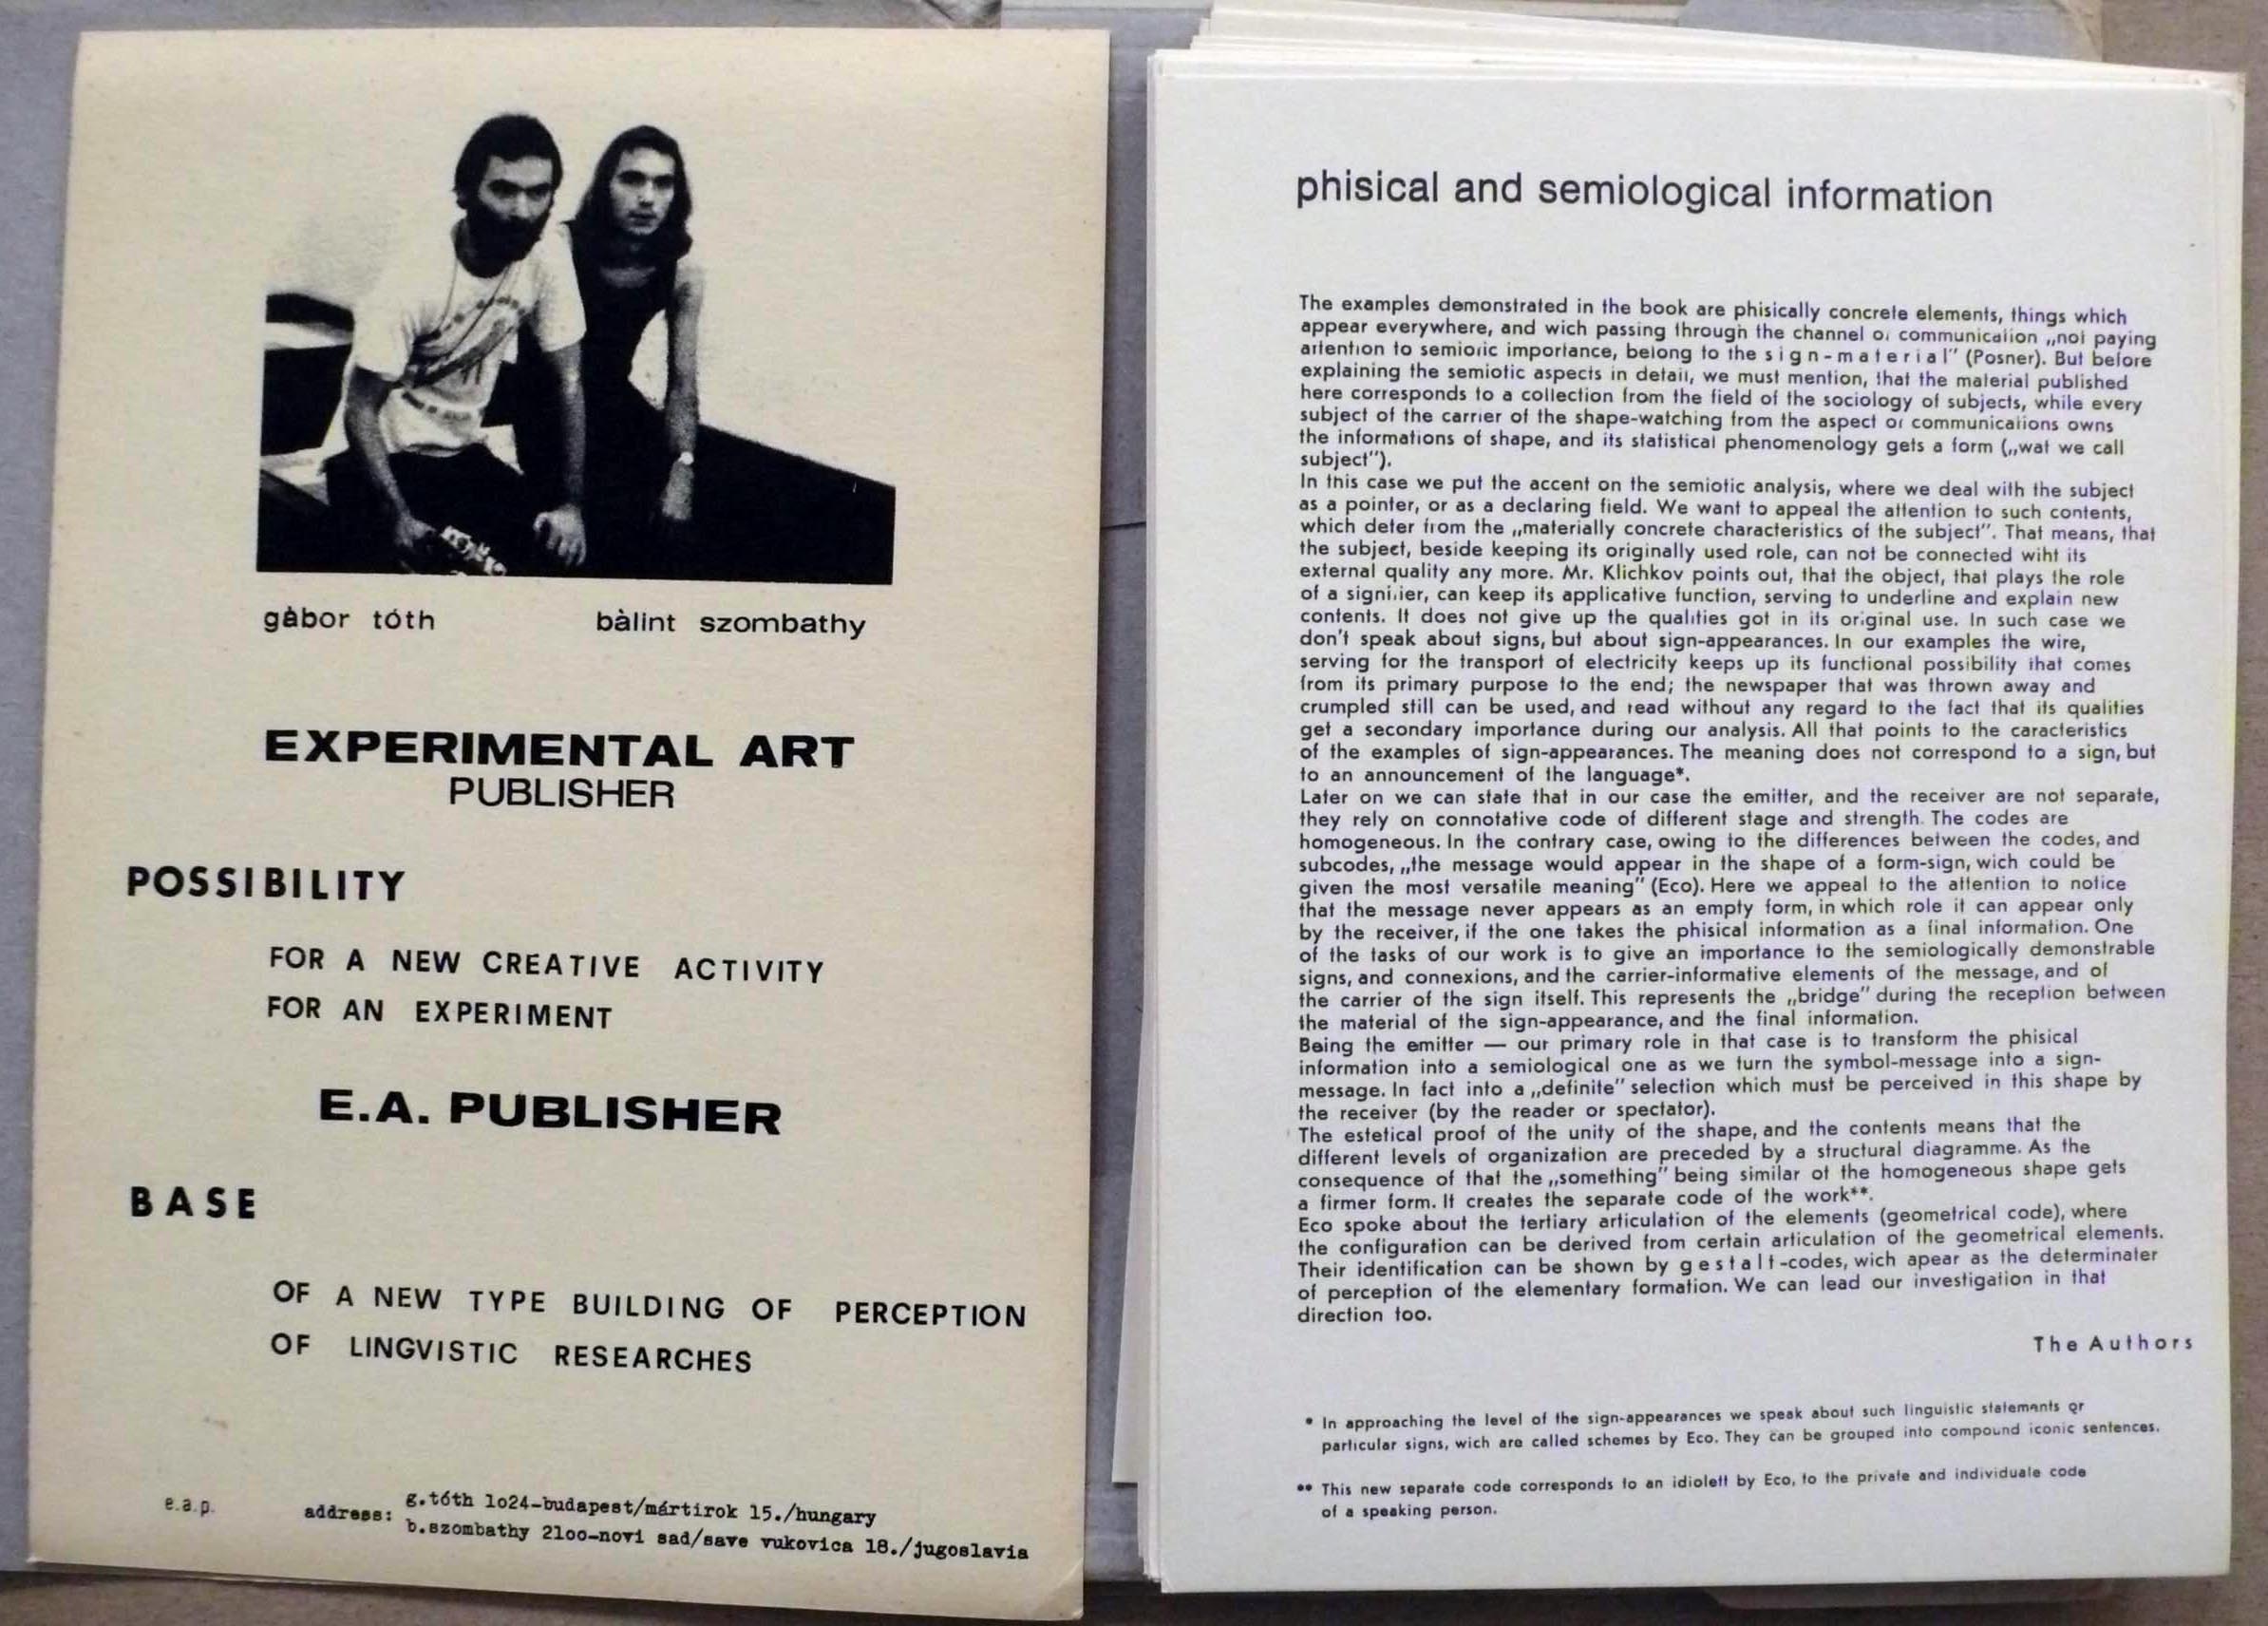 gàbor tóth bàlint szombathy
EXPERIMENTAL ART
PUBLISHER
POSSIBILITY
FOR A NEW CREATIVE ACTIVITY
FOR AN EXPERIMENT
E.A. PUBLISHER
BASE
OF A NEW TYPE BUILDING OF PERCEPTION
OF LINGVISTIC RESEARCHES
e.a.p.
address: g.tóth 1o24-budapest/mártirok 15./hungary
b.szombathy 21oo-novi sad/save vukovica 18./jugoslavia
phisical and semiological information
The examples demonstrated in the book are phisically concrete elements, things which
appear everywhere, and wich passing through the channel of communication „not paying
attention to semiotic importance, belong to the sign-material" (Posner). But before
explaining the semiotic aspects in detail, we must mention, that the material published
here corresponds to a collection from the field of the sociology of subjects, while every
subject of the carrier of the shape-watching from the aspect of communications owns
the informations of shape, and its statistical phenomenology gets a form („wat we call
subject").
In this case we put the accent on the semiotic analysis, where we deal with the subject
as a pointer, or as a declaring field. We want to appeal the attention to such contents,
which deter from the „materially concrete characteristics of the subject". That means, that
the subject, beside keeping its originally used role, can not be connected wiht its
external quality any more. Mr. Klichkov points out, that the object, that plays the role
of a signifier, can keep its applicative function, serving to underline and explain new
contents. It does not give up the qualities got in its original use. In such case we
don't speak about signs, but about sign-appearances. In our examples the wire,
serving for the transport of electricity keeps up its functional possibility that comes
from its primary purpose to the end; the newspaper that was thrown away and
crumpled still can be used, and read without any regard to the fact that its qualities
get a secondary importance during our analysis. All that points to the caracteristics
of the examples of sign-appearances. The meaning does not correspond to a sign, but
to an announcement of the language*.
Later on we can state that in our case the emitter, and the receiver are not separate,
they rely on connotative code of different stage and strength. The codes are
homogeneous. In the contrary case, owing to the differences between the codes, and
subcodes, „the message would appear in the shape of a form-sign, wich could be
given the most versatile meaning" (Eco). Here we appeal to the attention to notice
that the message never appears as an empty form, in which role it can appear only
by the receiver, if the one takes the phisical information as a final information. One
of the tasks of our work is to give an importance to the semiologically demonstrable
signs, and connexions, and the carrier-informative elements of the message, and of
the carrier of the sign itself. This represents the „bridge" during the reception between
the material of the sign-appearance, and the final information.
Being the emitter — our primary role in that case is to transform the phisical
information into a semiological one as we turn the symbol-message into a sign-
message. In fact into a „definite" selection which must be perceived in this shape by
the receiver (by the reader or spectator).
The estetical proof of the unity of the shape, and the contents means that the
different levels of organization are preceded by a structural diagramme. As the
consequence of that the „something" being similar ot the homogeneous shape gets
a firmer form. It creates the separate code of the work**.
Eco spoke about the tertiary articulation of the elements (geometrical code), where
the configuration can be derived from certain articulation of the geometrical elements.
Their identification can be shown by gestalt-codes, wich apear as the determinater
of perception of the elementary formation. We can lead our investigation in that
direction too.
The Authors
* In approaching the level of the sign-appearances we speak about such linguistic statements or
particular signs, wich are called schemes by Eco. They can be grouped into compound iconic sentences.
** This new separate code corresponds to an idiolett by Eco, to the private and individuale code
of a speaking person.